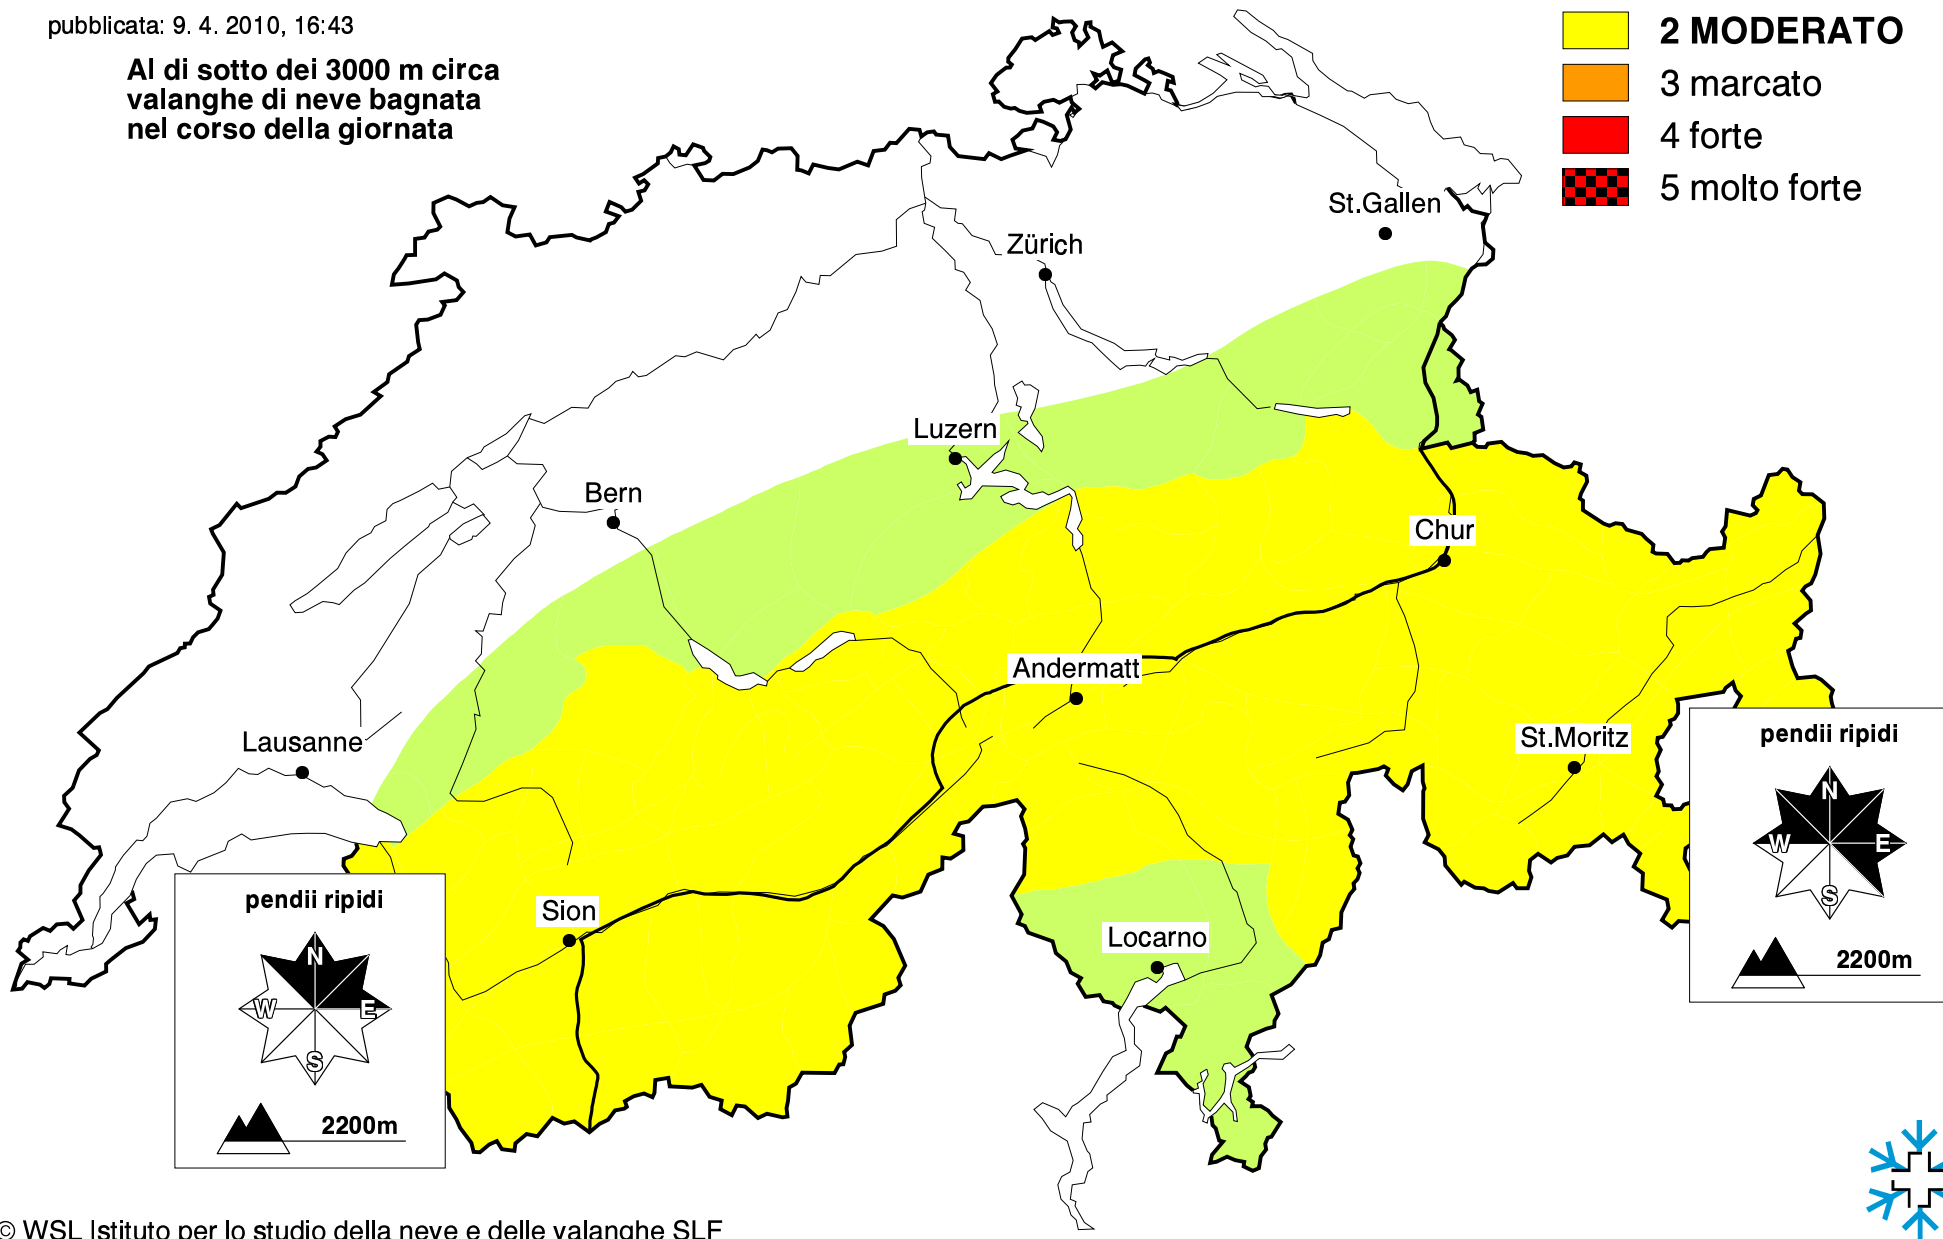 pubblicata: 9. 4. 2010, 16:43
Al di sotto dei 3000 m circa
valanghe di neve bagnata
nel corso della giornata
2 MODERATO
3 marcato
4 forte
5 molto forte
St.Gallen
Zürich
Luzern
Bern
Chur
Andermatt
Lausanne
St.Moritz
Sion
Locarno
pendii ripidi
N
W E
S
2200m
pendii ripidi
N
W E
S
2200m
© WSL Istituto per lo studio della neve e delle valanghe SLF